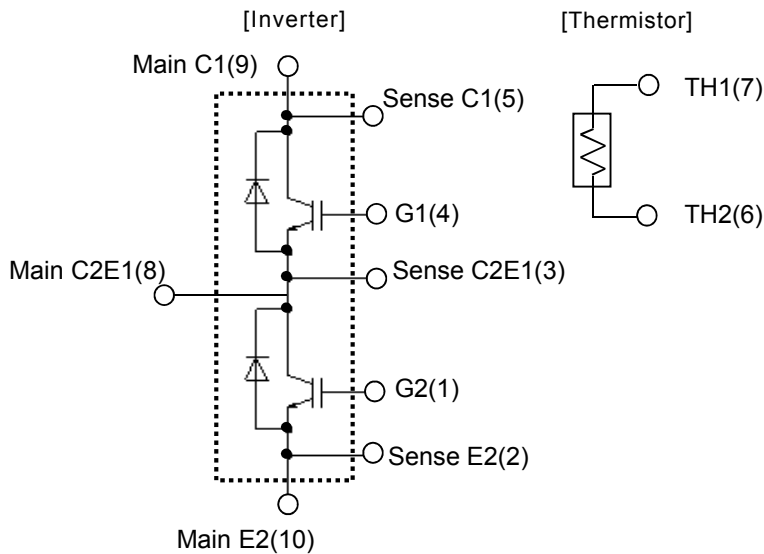 [Inverter]
[Thermistor]
Main C1(9)
Sense C1(5)
TH1(7)
G1(4)
TH2(6)
Main C2E1(8)
Sense C2E1(3)
G2(1)
Sense E2(2)
Main E2(10)